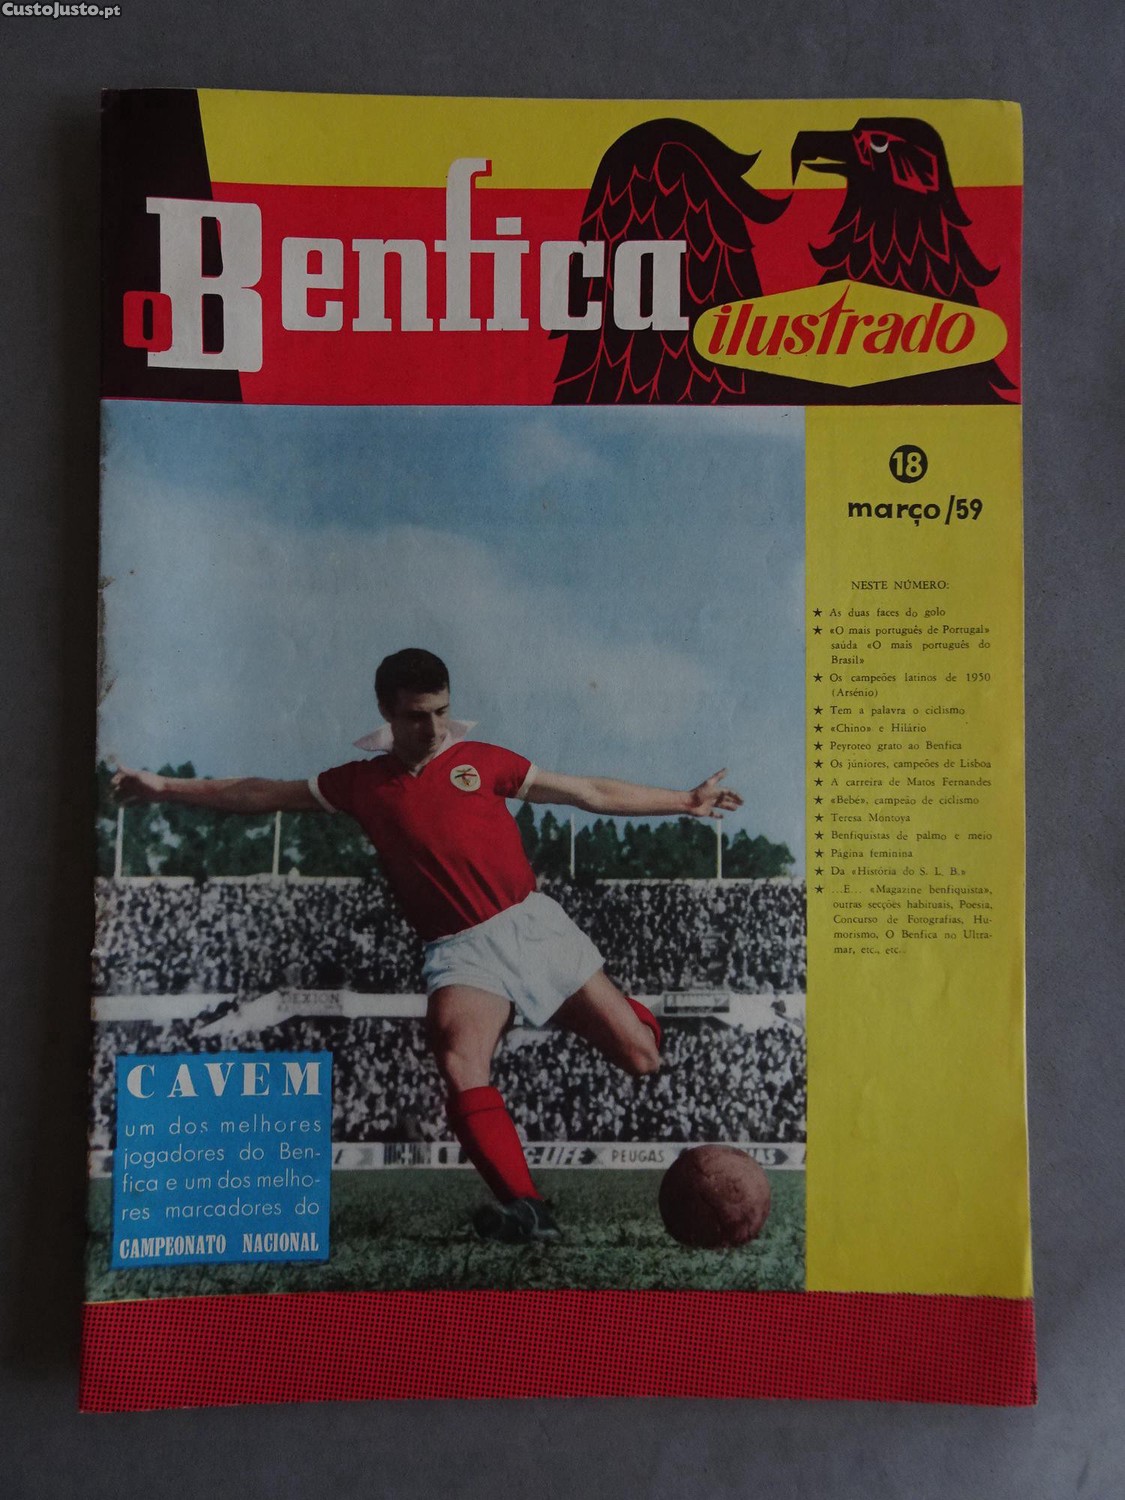 CustoJusto.pt
o Benfica
ilustrado
18
março/59
NESTE NÚMERO:
★ As duas faces do golo
★ «O mais português de Portugal»
saúda «O mais português do
Brasil»
★ Os campeões latinos de 1950
(Arsénio)
★ Tem a palavra o ciclismo
★ «Chino» e Hilário
★ Peyroteo grato ao Benfica
★ Os júniores, campeões de Lisboa
★ A carreira de Matos Fernandes
★ «Bebé», campeão de ciclismo
★ Teresa Montoya
★ Benfiquistas de palmo e meio
★ Página feminina
★ Da «História do S. L. B.»
★ ...E... «Magazine benfiquista»,
outras secções habituais, Poesia,
Concurso de Fotografias, Hu-
morismo, O Benfica no Ultra-
mar, etc., etc..
DEXION
-LIFE PEUGAS
CAVEM
um dos melhores
jogadores do Ben-
fica e um dos melho-
res marcadores do
CAMPEONATO NACIONAL